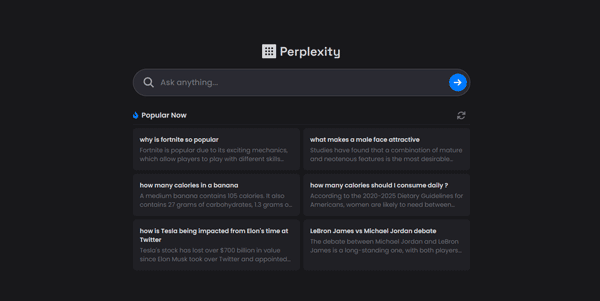 Perplexity
Ask anything...
Popular Now
why is fortnite so popular
Fortnite is popular due to its exciting mechanics,
which allow players to play with different skills...
what makes a male face attractive
Studies have found that a combination of mature
and neotenous features is the most desirable...
how many calories in a banana
A medium banana contains 105 calories. It also
contains 27 grams of carbohydrates, 1.3 grams o...
how many calories should I consume daily ?
According to the 2020-2025 Dietary Guidelines for
Americans, women are likely to need between...
how is Tesla being impacted from Elon's time at
Twitter
Tesla's stock has lost over $700 billion in value
since Elon Musk took over Twitter and appointed...
LeBron James vs Michael Jordan debate
The debate between Michael Jordan and LeBron
James is a long-standing one, with both players...